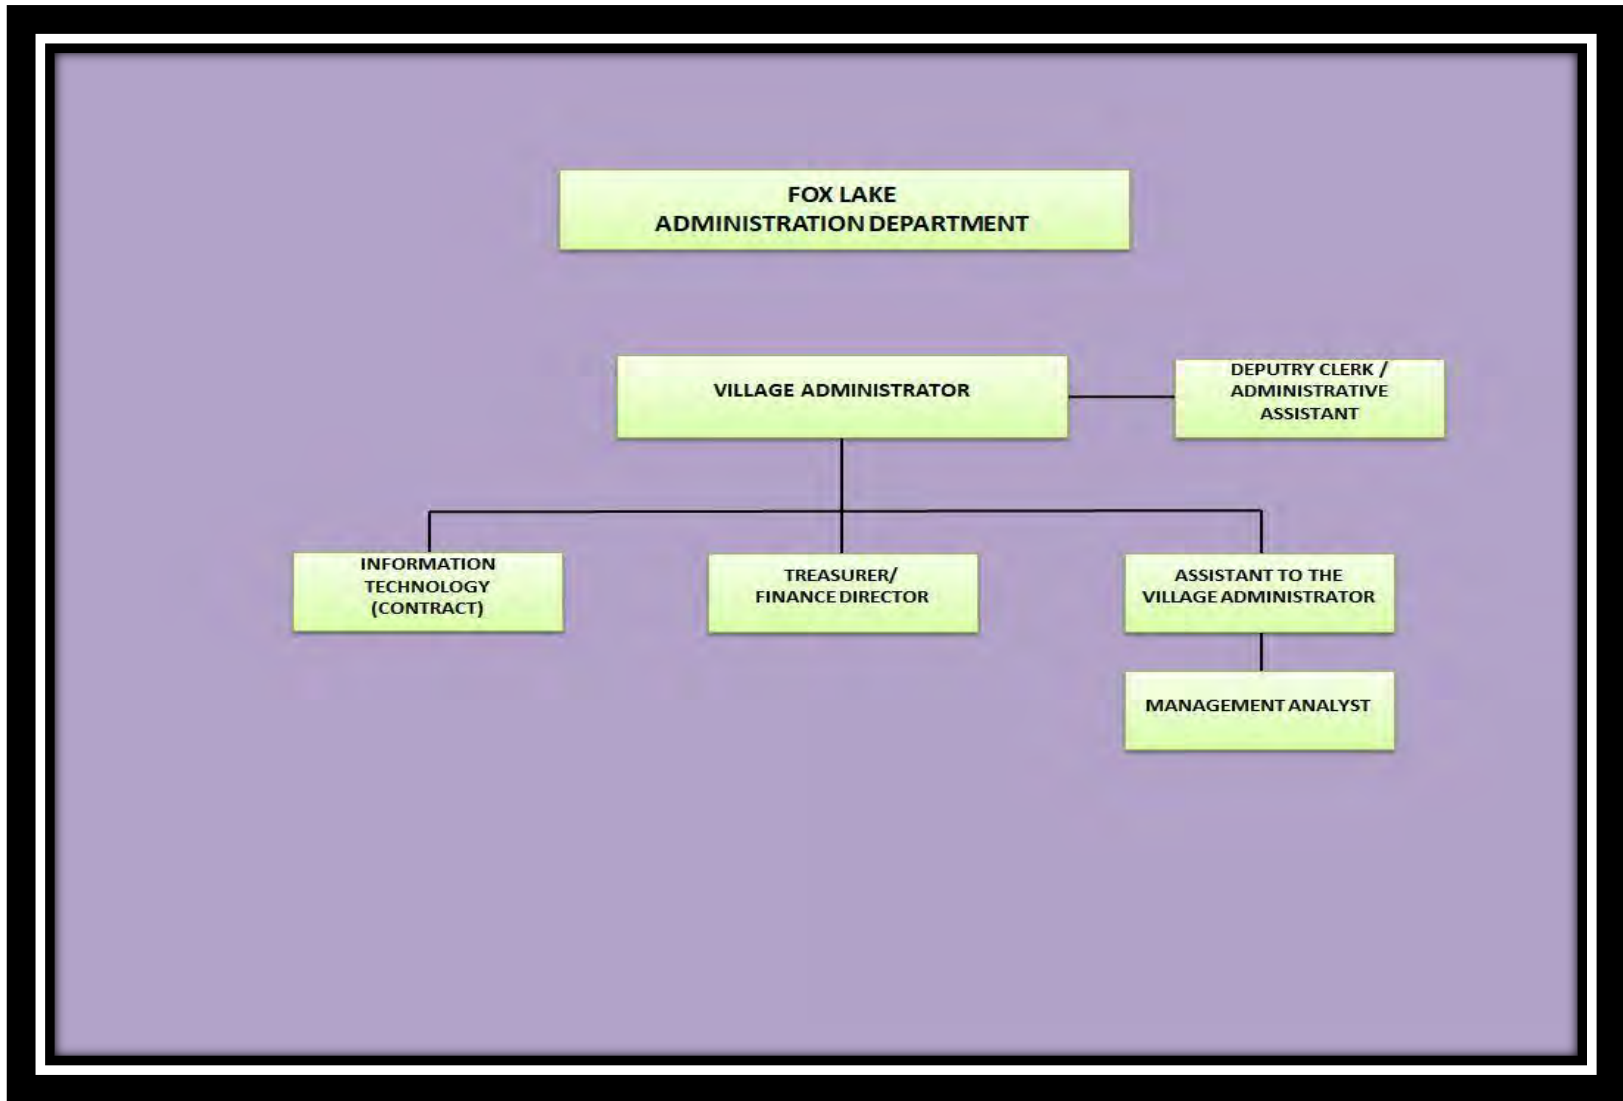 FOX LAKE
ADMINISTRATION DEPARTMENT
VILLAGE ADMINISTRATOR
DEPUTRY CLERK /
ADMINISTRATIVE
ASSISTANT
INFORMATION
TECHNOLOGY
(CONTRACT)
TREASURER/
FINANCE DIRECTOR
ASSISTANT TO THE
VILLAGE ADMINISTRATOR
MANAGEMENT ANALYST